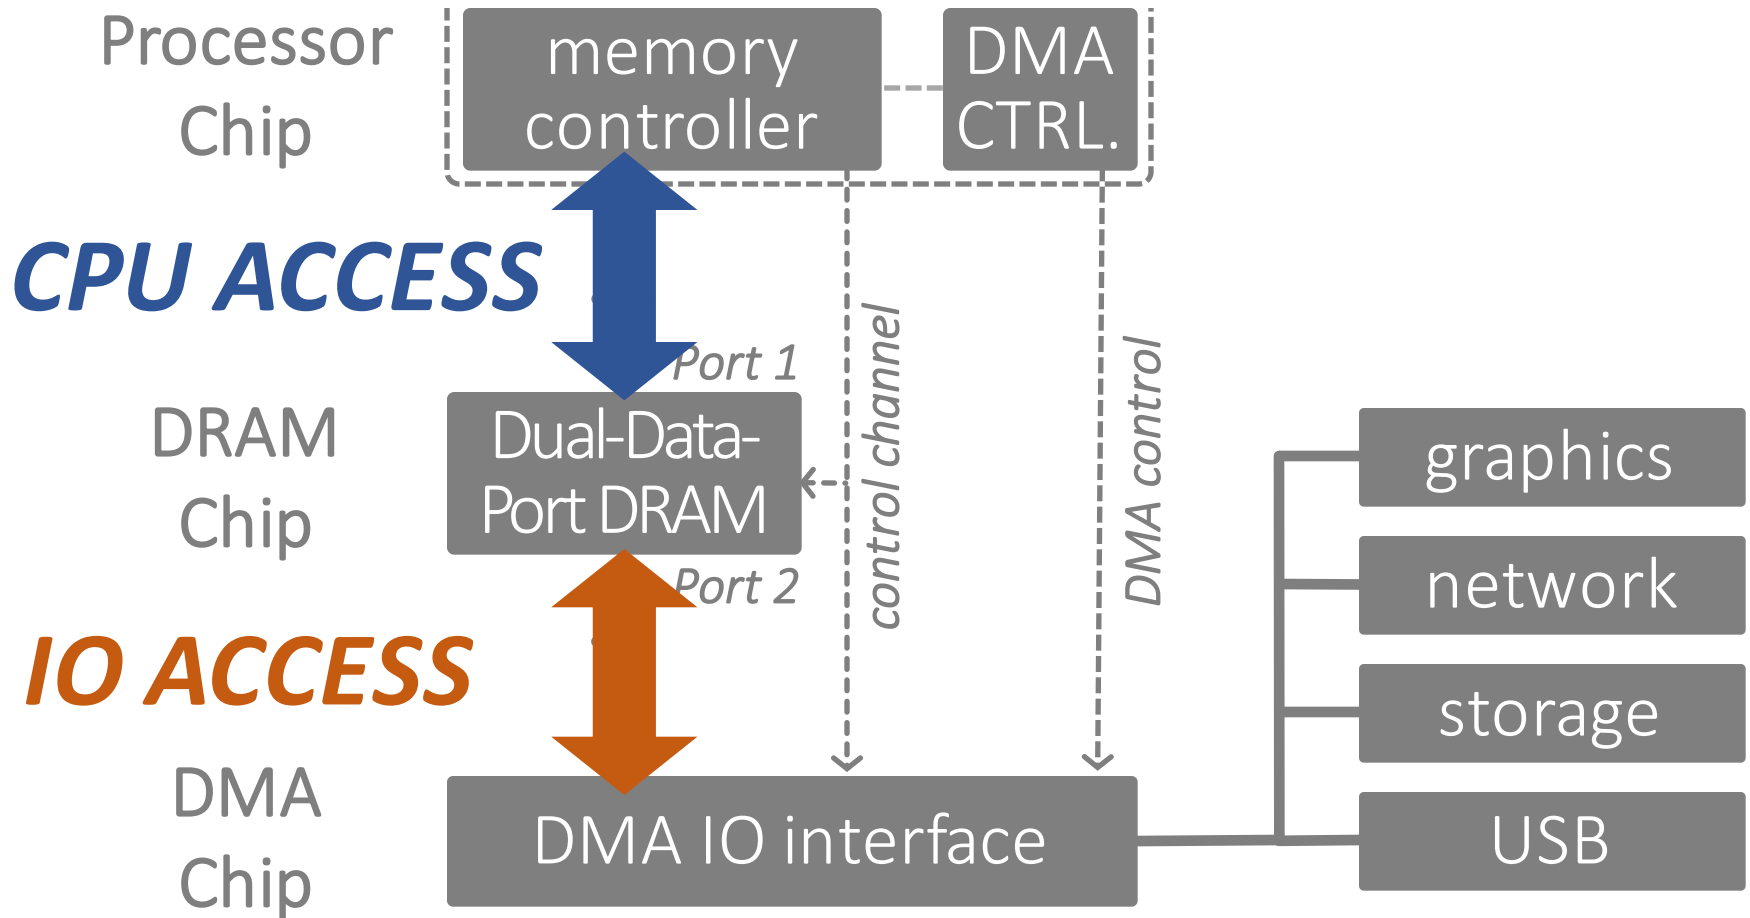 Processor
Chip
memory
controller
DMA
CTRL.
CPU ACCESS
Port 1
control channel
DMA control
DRAM
Chip
Dual-Data-
Port DRAM
Port 2
IO ACCESS
DMA
Chip
DMA IO interface
graphics
network
storage
USB